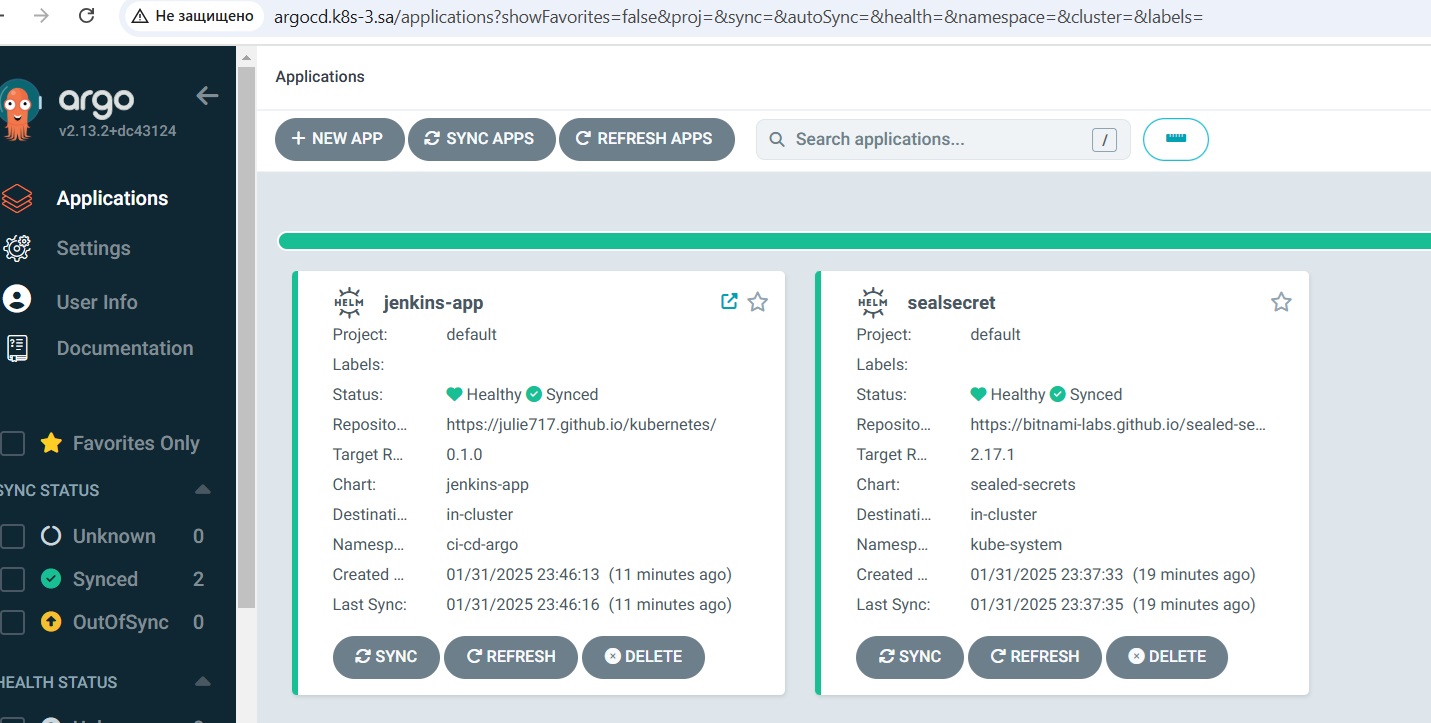 Не защищено argocd.k8s-3.sa/applications?showFavorites=false&proj=&sync=&autoSync=&health=&namespace=&cluster=&labels=
argo
v2.13.2+dc43124
Applications
Settings
User Info
Documentation
Favorites Only
SYNC STATUS
Unknown 0
Synced 2
OutOfSync 0
HEALTH STATUS
Applications
+ NEW APP SYNC APPS REFRESH APPS Search applications... /
HELM jenkins-app
Project: default
Labels:
Status: Healthy Synced
Reposito... https://julie717.github.io/kubernetes/
Target R... 0.1.0
Chart: jenkins-app
Destinati... in-cluster
Namesp... ci-cd-argo
Created ... 01/31/2025 23:46:13 (11 minutes ago)
Last Sync: 01/31/2025 23:46:16 (11 minutes ago)
SYNC REFRESH DELETE
HELM sealsecret
Project: default
Labels:
Status: Healthy Synced
Reposito... https://bitnami-labs.github.io/sealed-se...
Target R... 2.17.1
Chart: sealed-secrets
Destinati... in-cluster
Namesp... kube-system
Created ... 01/31/2025 23:37:33 (19 minutes ago)
Last Sync: 01/31/2025 23:37:35 (19 minutes ago)
SYNC REFRESH DELETE